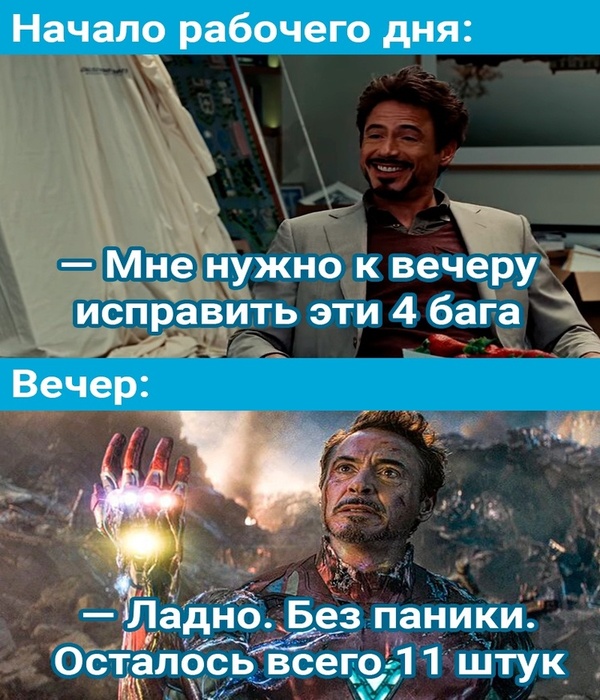 Начало рабочего дня:
— Мне нужно к вечеру
исправить эти 4 бага
Вечер:
— Ладно. Без паники.
Осталось всего 11 штук